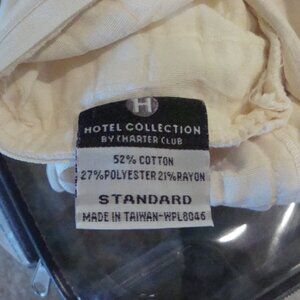 H
HOTEL COLLECTION
BY CHARTER CLUB
52% COTTON
27%POLYESTER 21%RAYON
STANDARD
MADE IN TAIWAN-WPL8046